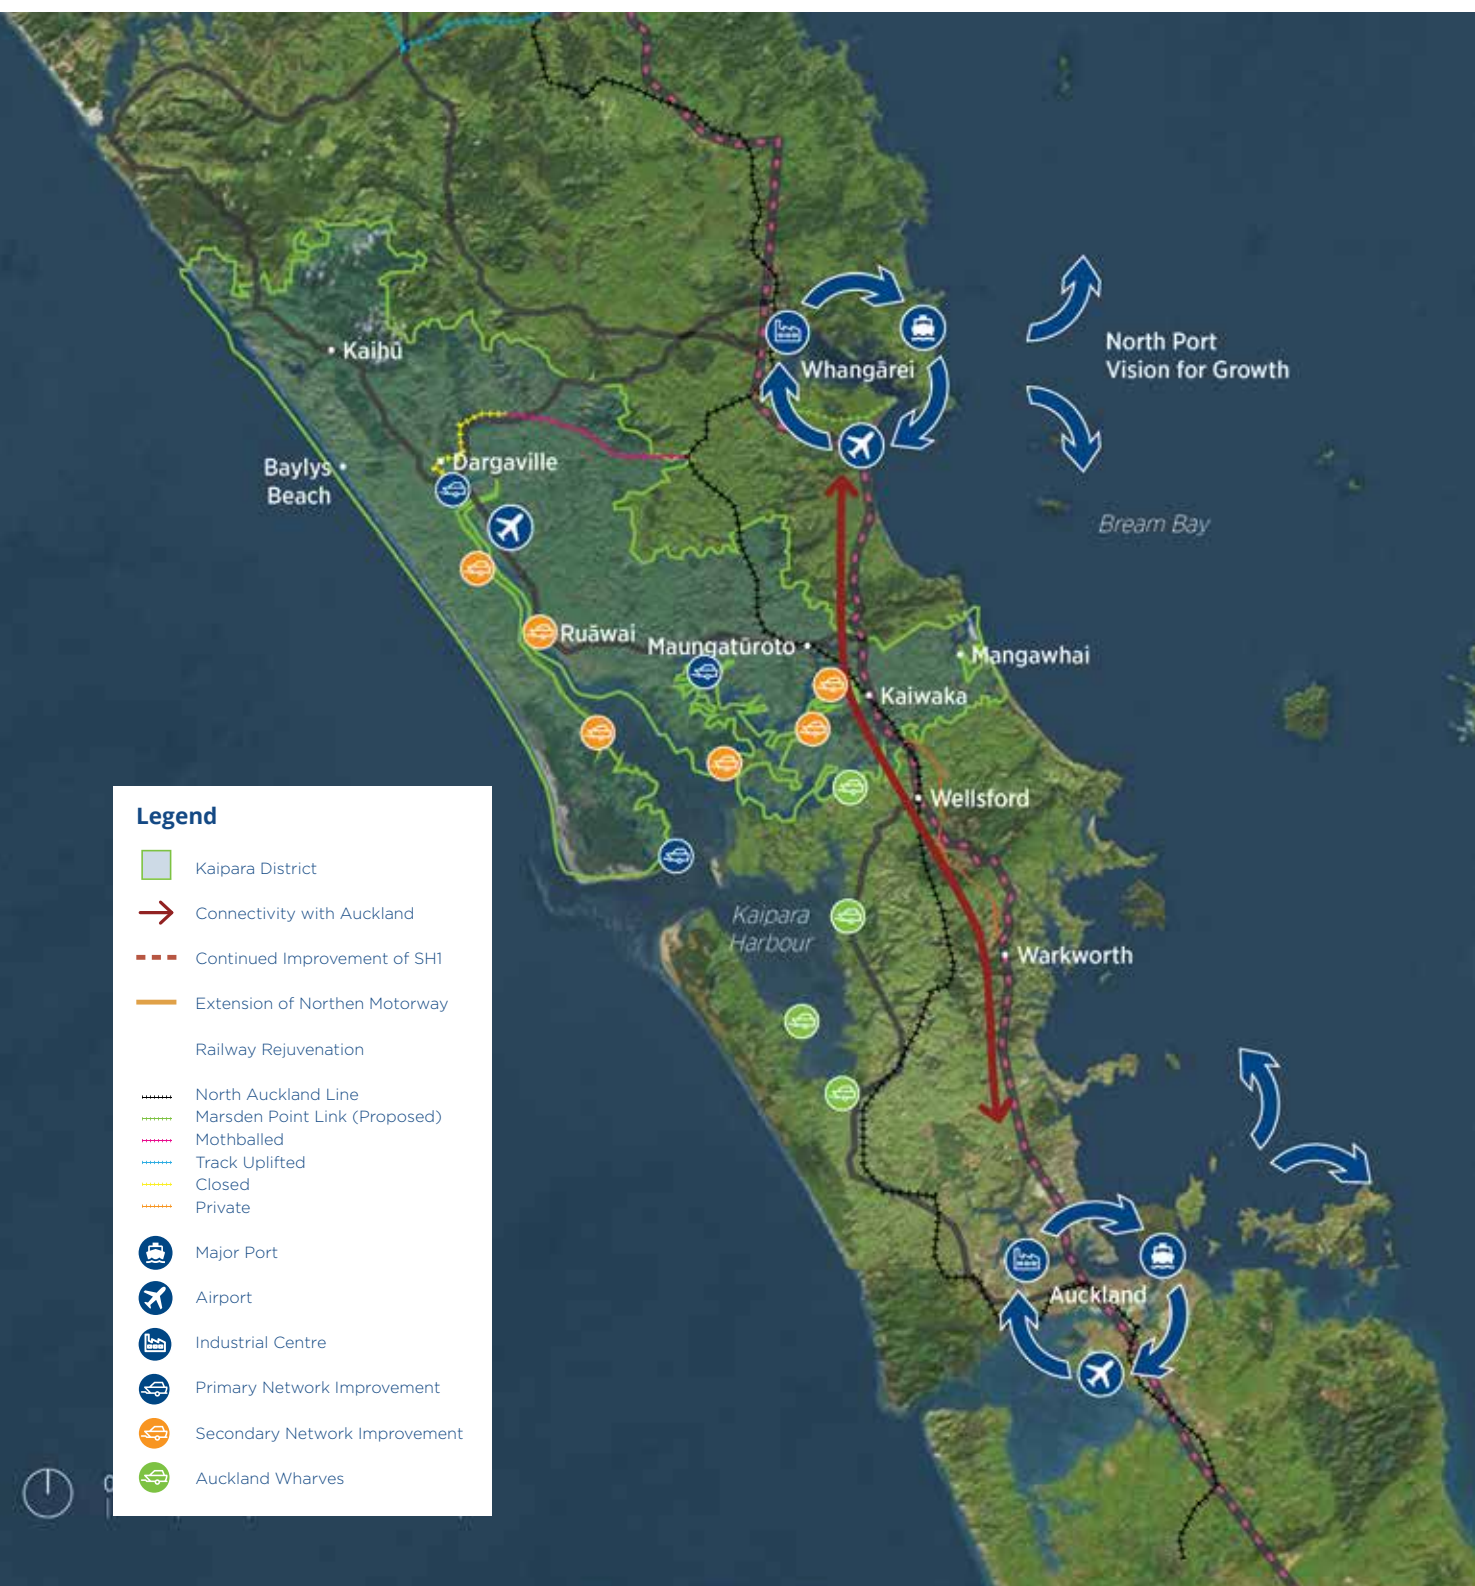 Kaihū
Whangārei
North Port
Vision for Growth
Baylys
Beach
Dargaville
Bream Bay
Ruāwai
Maungatūroto
Mangawhai
Kaiwaka
Wellsford
Kaipara
Harbour
Warkworth
Auckland
Legend
Kaipara District
Connectivity with Auckland
Continued Improvement of SH1
Extension of Northen Motorway
Railway Rejuvenation
North Auckland Line
Marsden Point Link (Proposed)
Mothballed
Track Uplifted
Closed
Private
Major Port
Airport
Industrial Centre
Primary Network Improvement
Secondary Network Improvement
Auckland Wharves
0